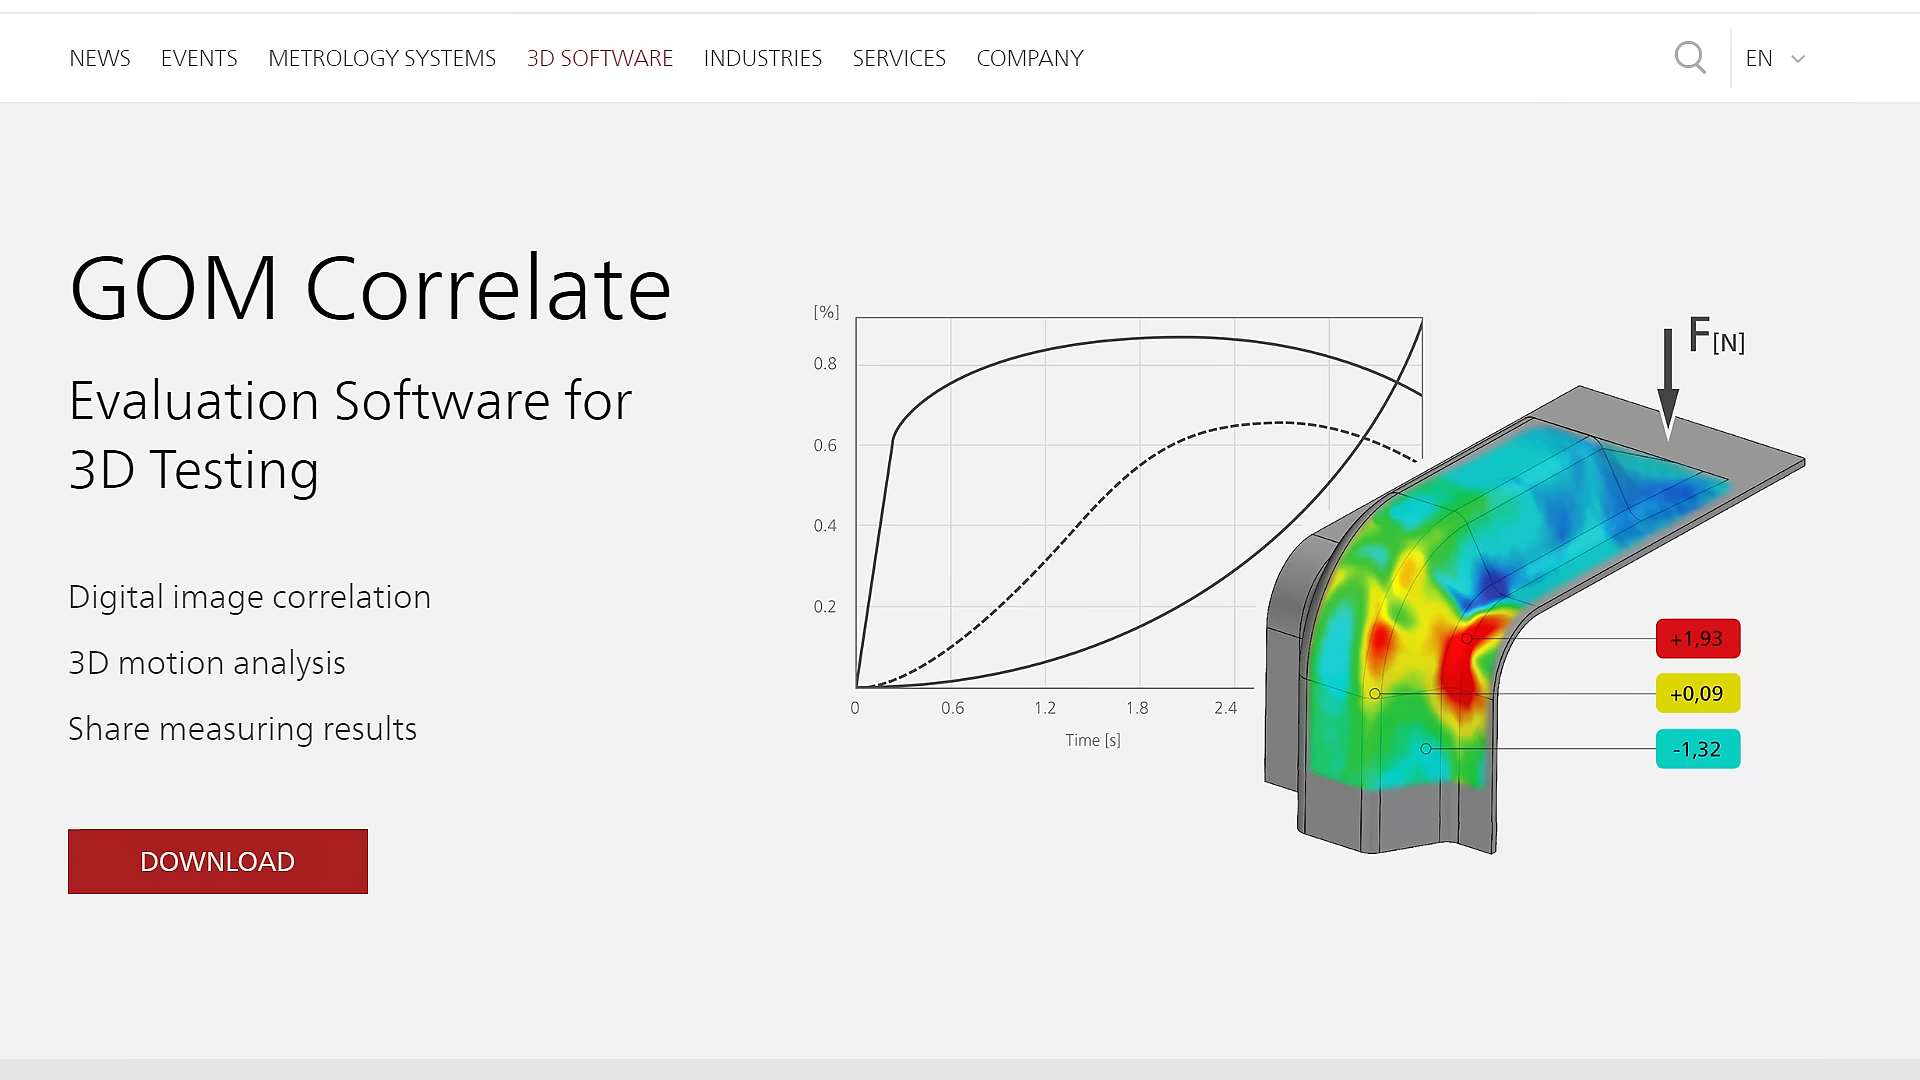 NEWS EVENTS METROLOGY SYSTEMS 3D SOFTWARE INDUSTRIES SERVICES COMPANY EN
GOM Correlate
Evaluation Software for
3D Testing
Digital image correlation
3D motion analysis
Share measuring results
DOWNLOAD
[%]
0.8
0.6
0.4
0.2
0 0.6 1.2 1.8 2.4
Time [s]
F[N]
+1,93
+0,09
-1,32